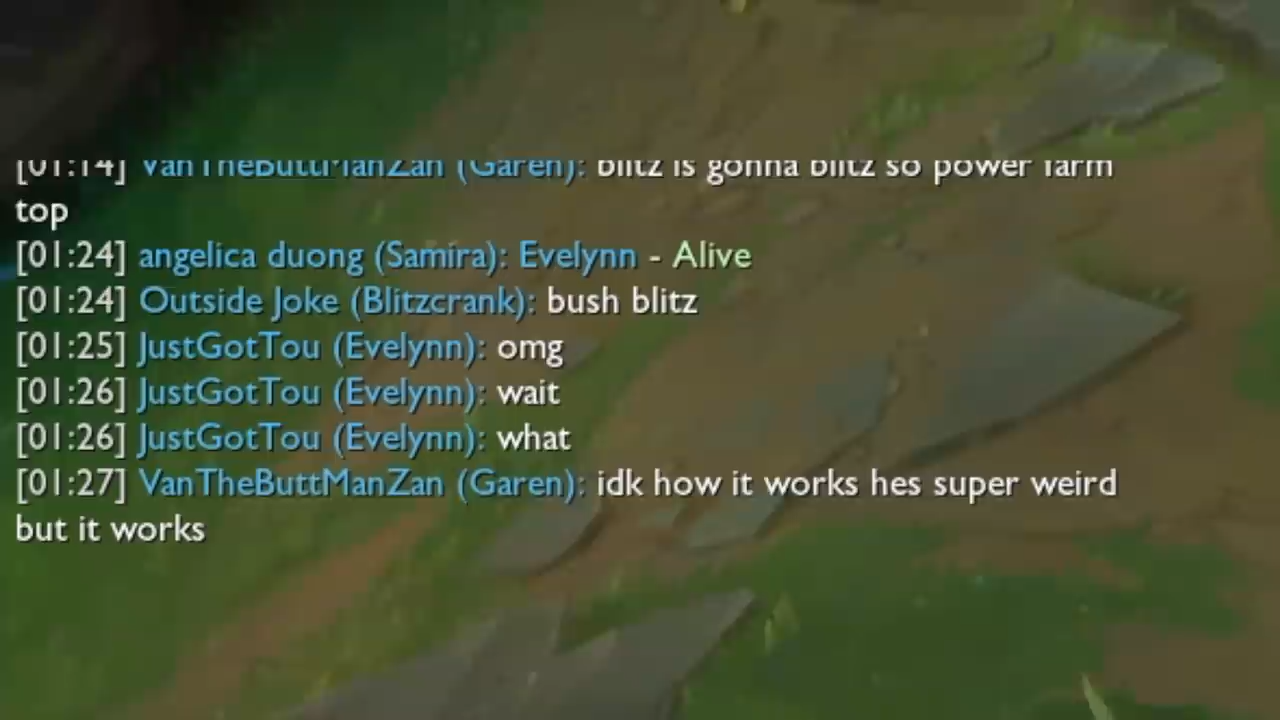 [01:14] VanTheButtManZan (Garen): blitz is gonna blitz so power farm
top
[01:24] angelica duong (Samira): Evelynn - Alive
[01:24] Outside Joke (Blitzcrank): bush blitz
[01:25] JustGotTou (Evelynn): omg
[01:26] JustGotTou (Evelynn): wait
[01:26] JustGotTou (Evelynn): what
[01:27] VanTheButtManZan (Garen): idk how it works hes super weird
but it works